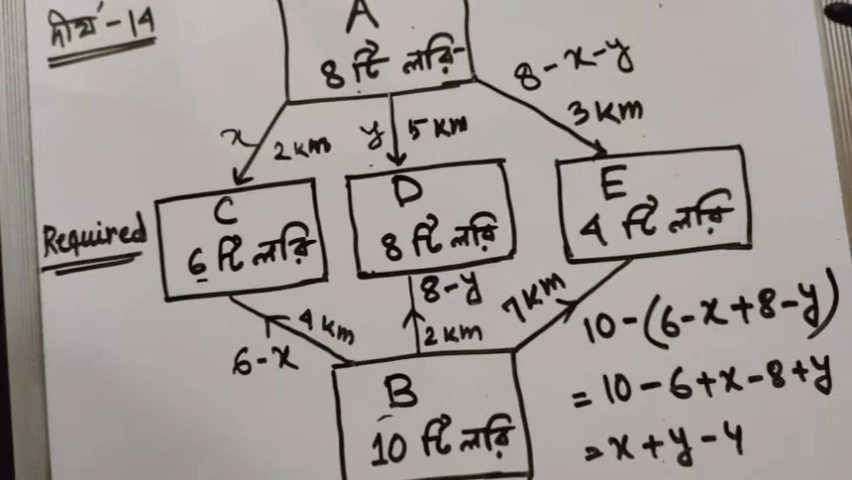 দীর্ঘ-14
A
8 টি লরি
8-x-y
x
2 km
y
5 km
3 km
Required
C
6 টি লরি
D
8 টি লরি
E
4 টি লরি
6-x
4 km
8-y
2 km
7 km
B
10 টি লরি
10-(6-x+8-y)
= 10-6+x-8+y
= x+y-4